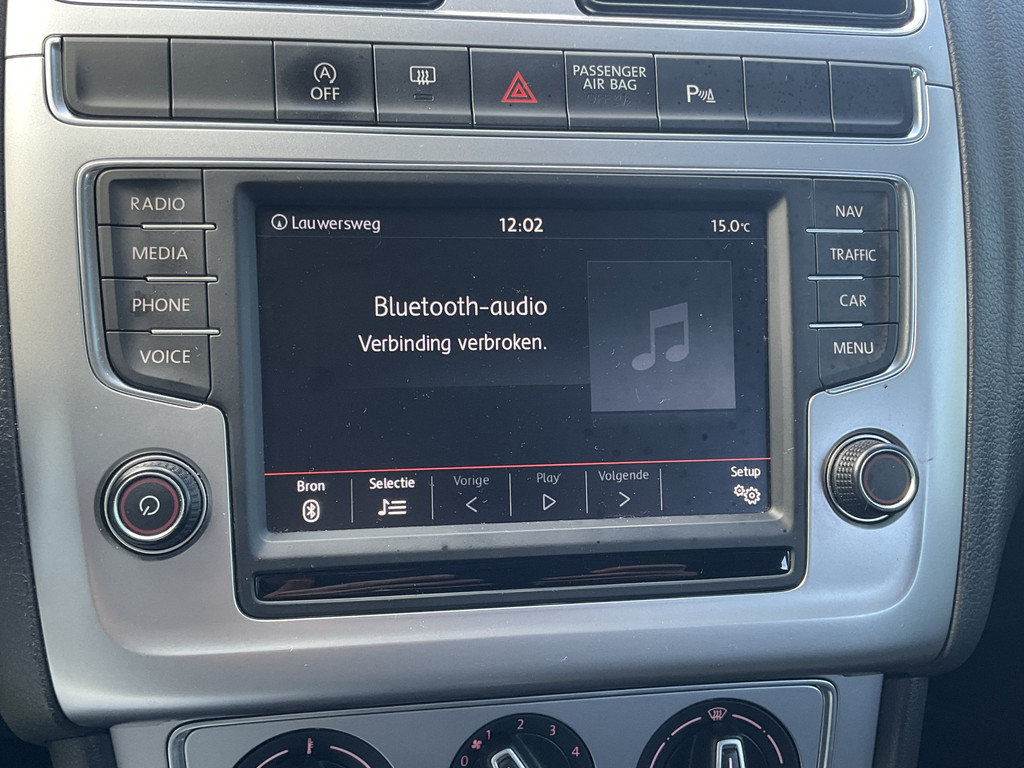 OFF
PASSENGER
AIR BAG
RADIO
MEDIA
PHONE
VOICE
Lauwersweg 12:02 15.0°C
Bluetooth-audio
Verbinding verbroken.
Bron Selectie Vorige Play Volgende Setup
NAV
TRAFFIC
CAR
MENU
0 1 2 3 4